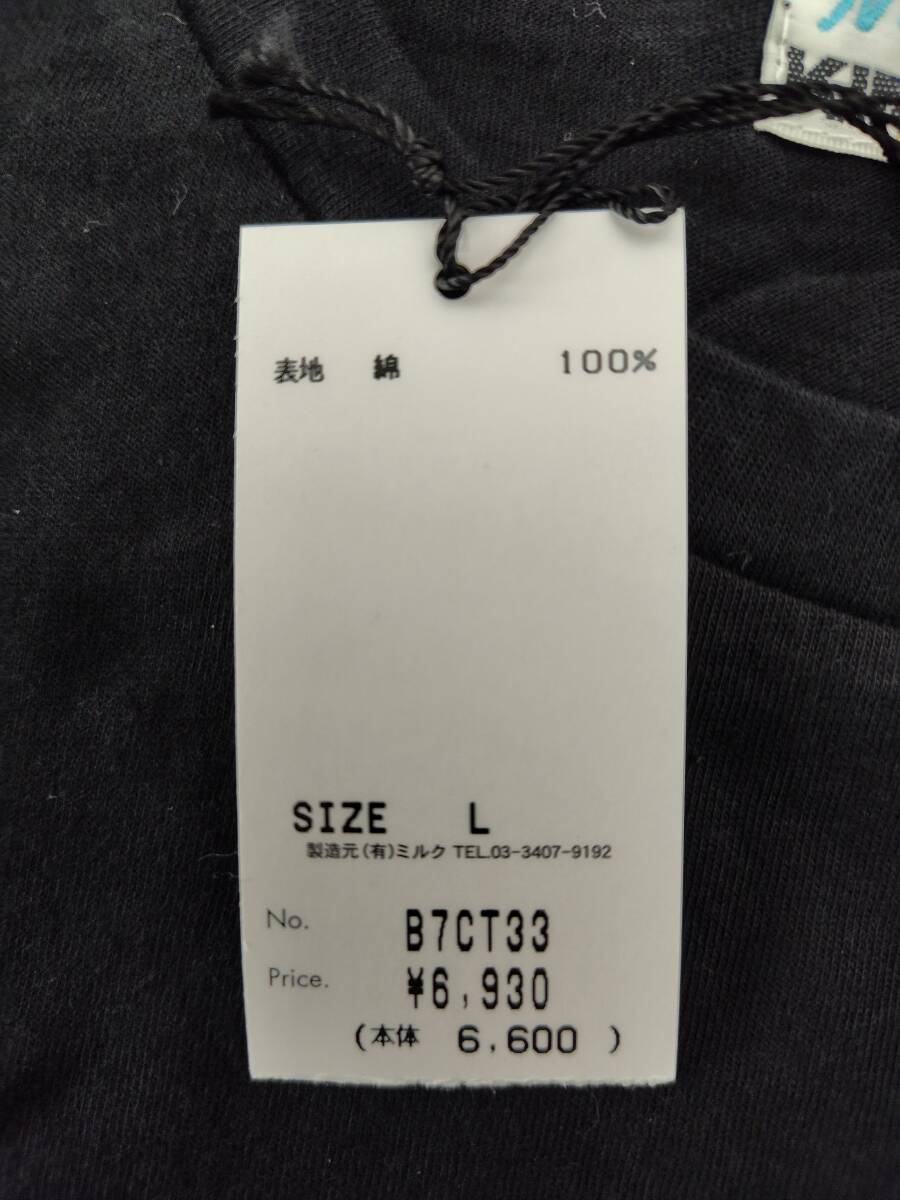 表地 綿 100%
SIZE L
製造元(有)ミルク TEL.03-3407-9192
No. B7CT33
Price. ¥6,930
(本体 6,600 )